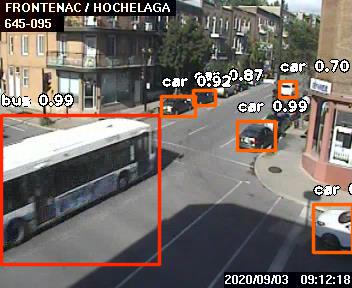 FRONTENAC / HOCHELAGA
645-095
car 0.70
car 0.92
0.87
bus 0.99
car 0.99
car
2020/09/03 09:12:18